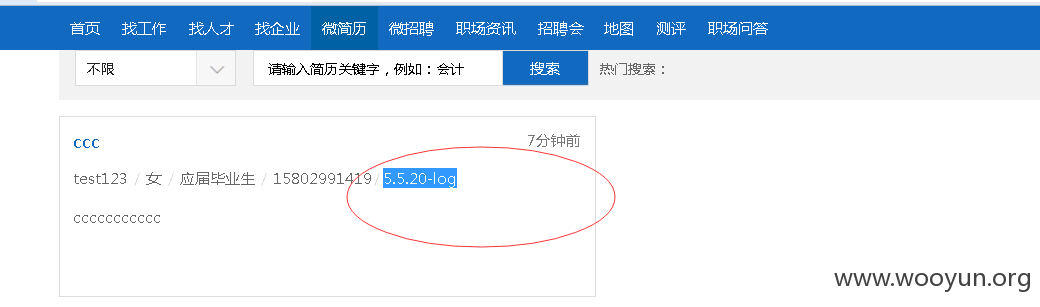 首页 找工作 找人才 找企业 微简历 微招聘 职场资讯 招聘会 地图 测评 职场问答
不限 请输入简历关键字，例如：会计 搜索 热门搜索：
ccc 7分钟前
test123 / 女 / 应届毕业生 / 15802991419 / 5.5.20-log
ccccccccccc
www.wooyun.org